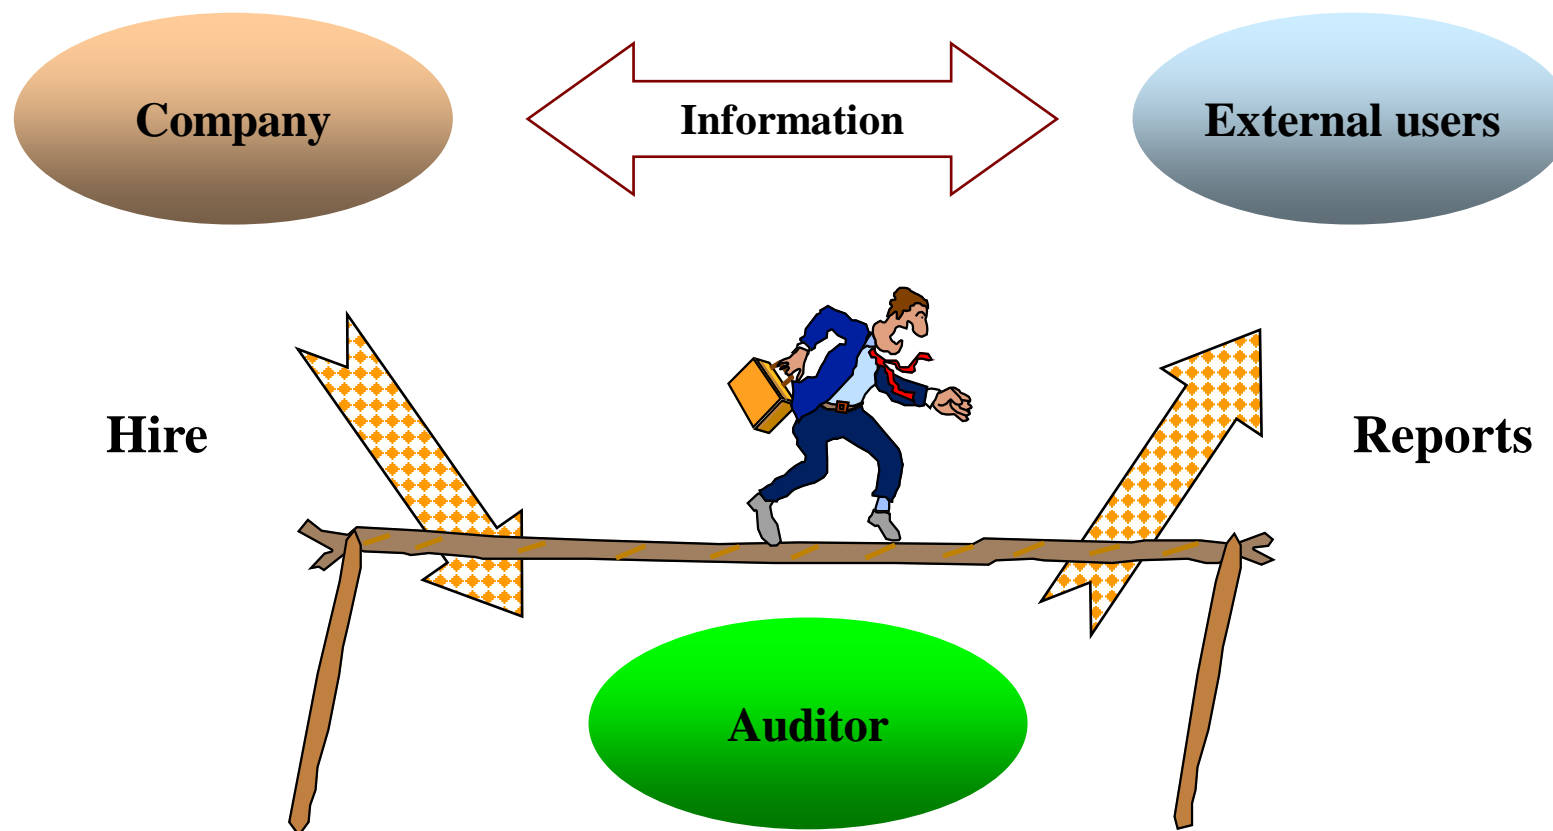 Company
Information
External users
Hire
Reports
Auditor